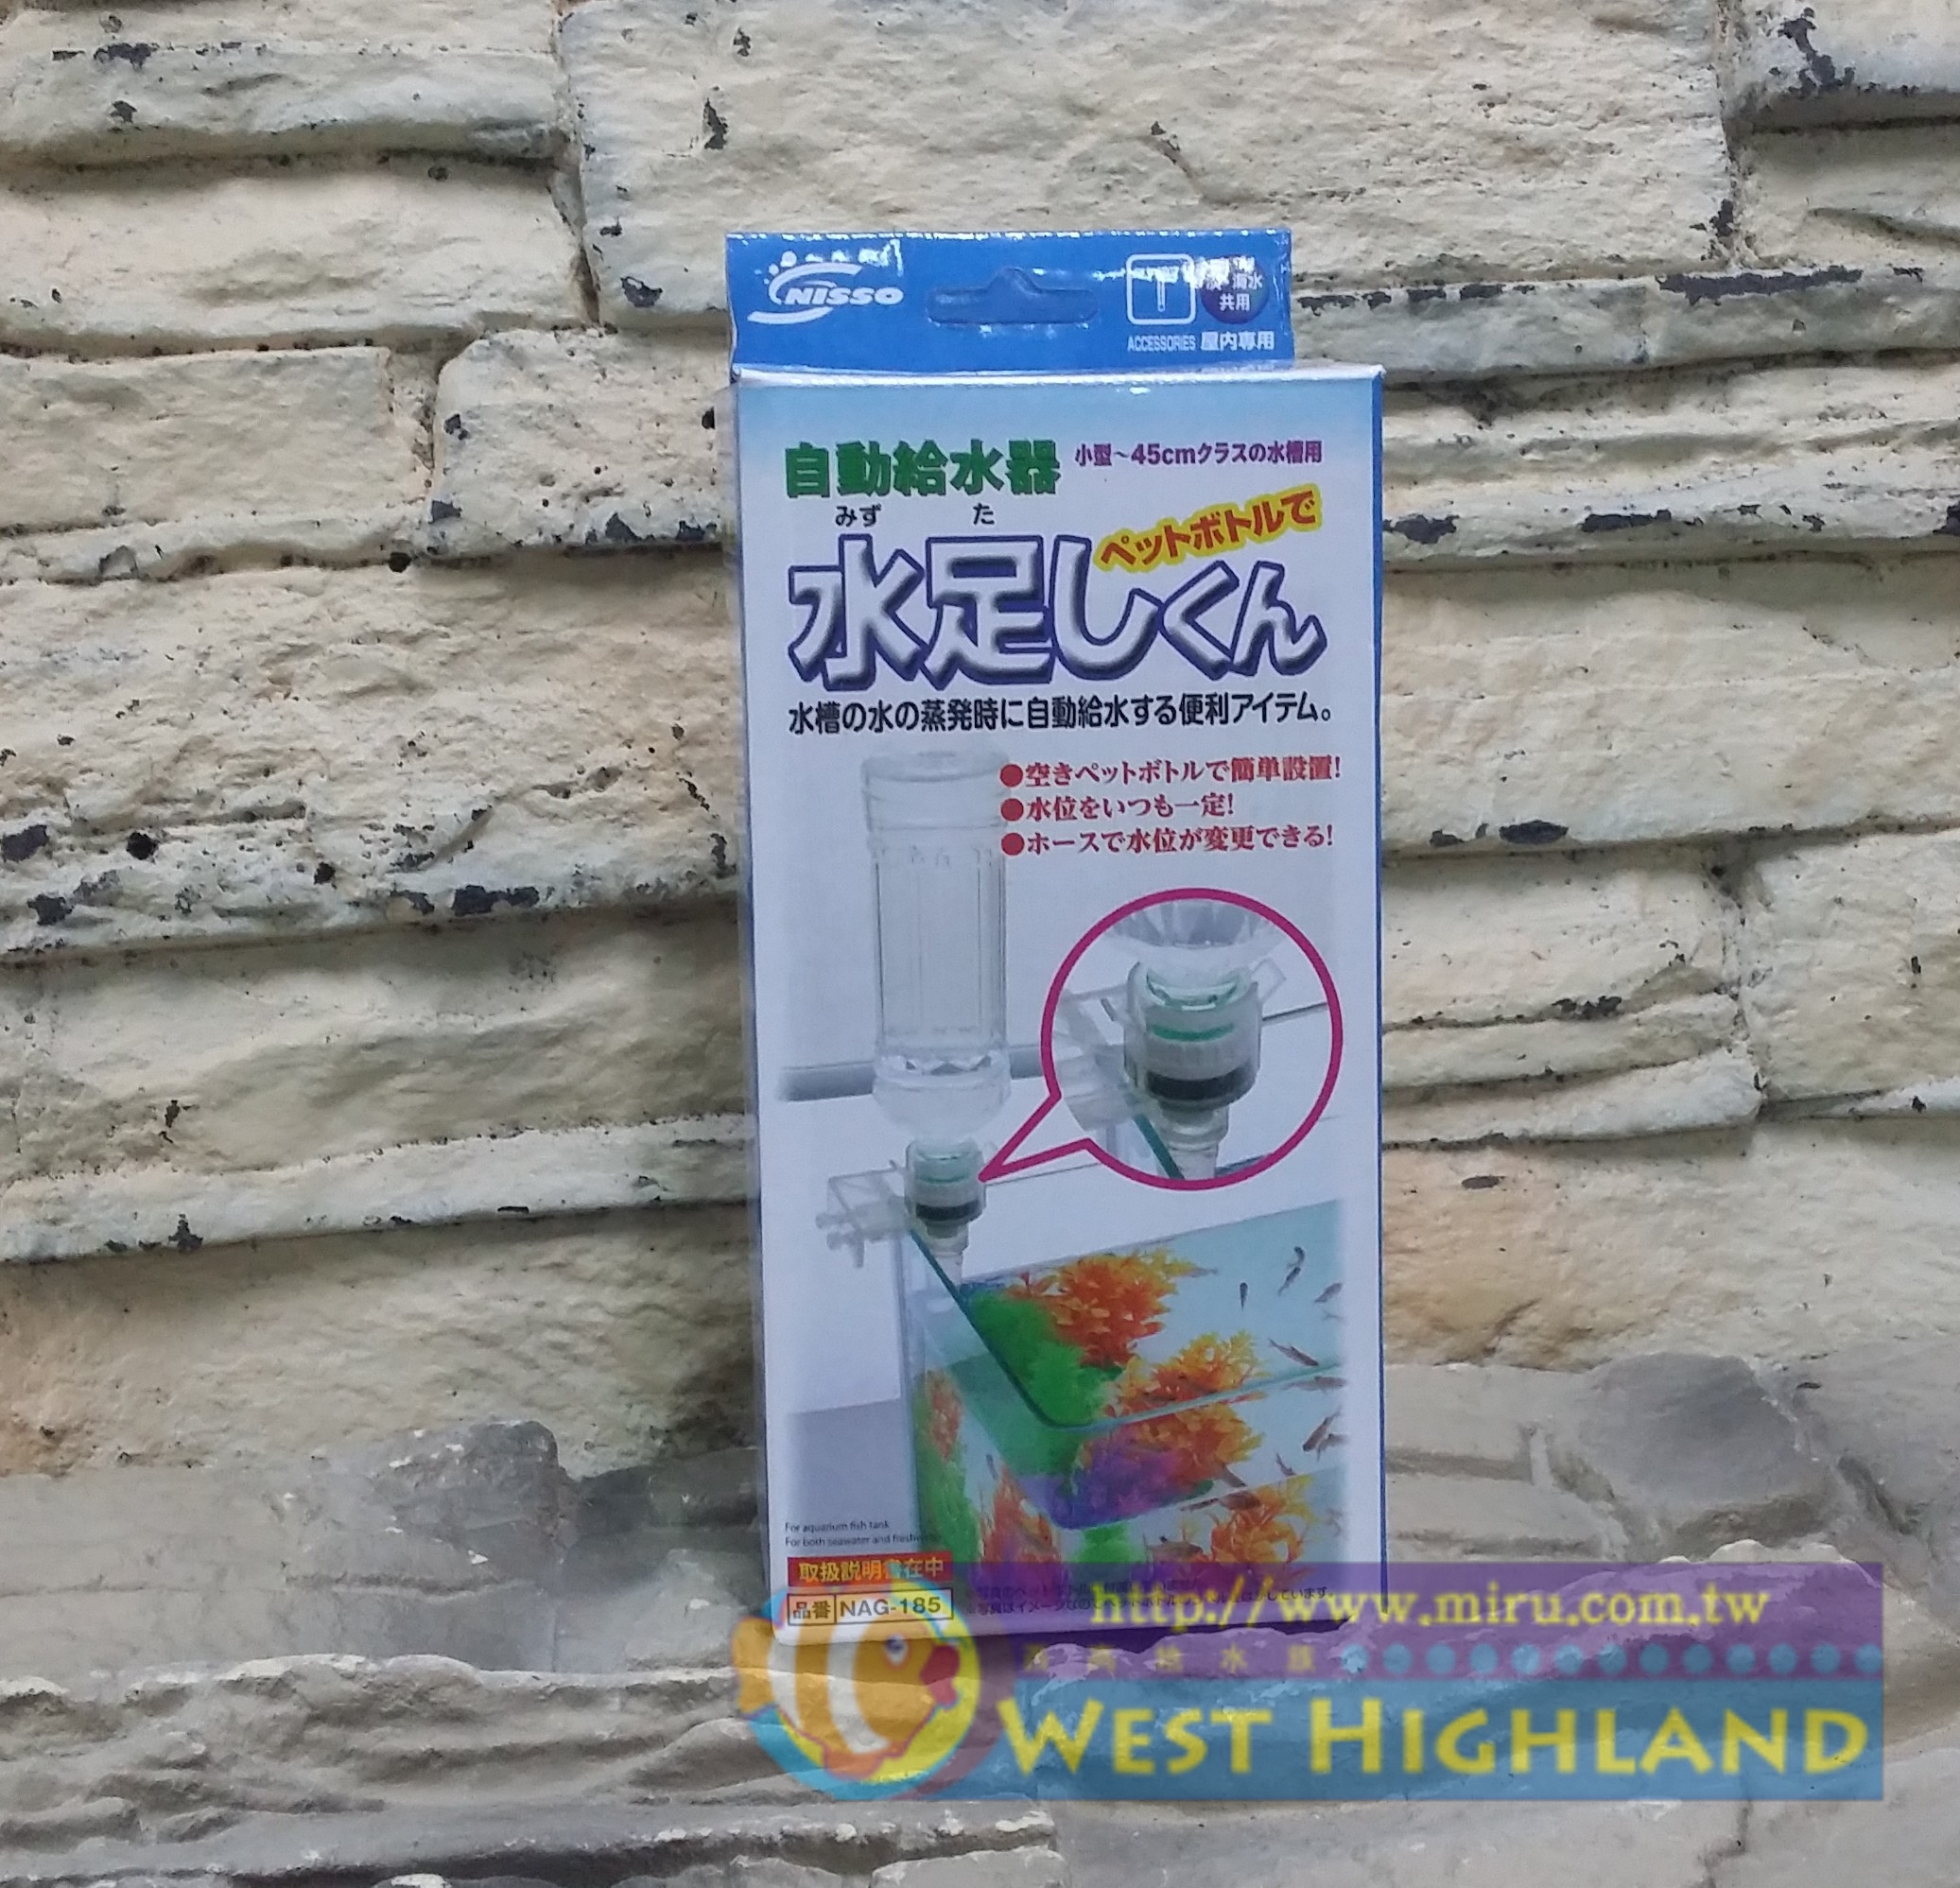 NISSO
淡・海水
共用
ACCESSORIES 屋内専用
自動給水器 小型～45cmクラスの水槽用
みず た
ペットボトルで
水足しくん
水槽の水の蒸発時に自動給水する便利アイテム。
●空きペットボトルで簡単設置!
●水位をいつも一定!
●ホースで水位が変更できる!
For aquarium fish tank
For both seawater and freshwater
取扱説明書在中
品番 NAG-185
http://www.miru.com.tw
水族
WEST HIGHLAND